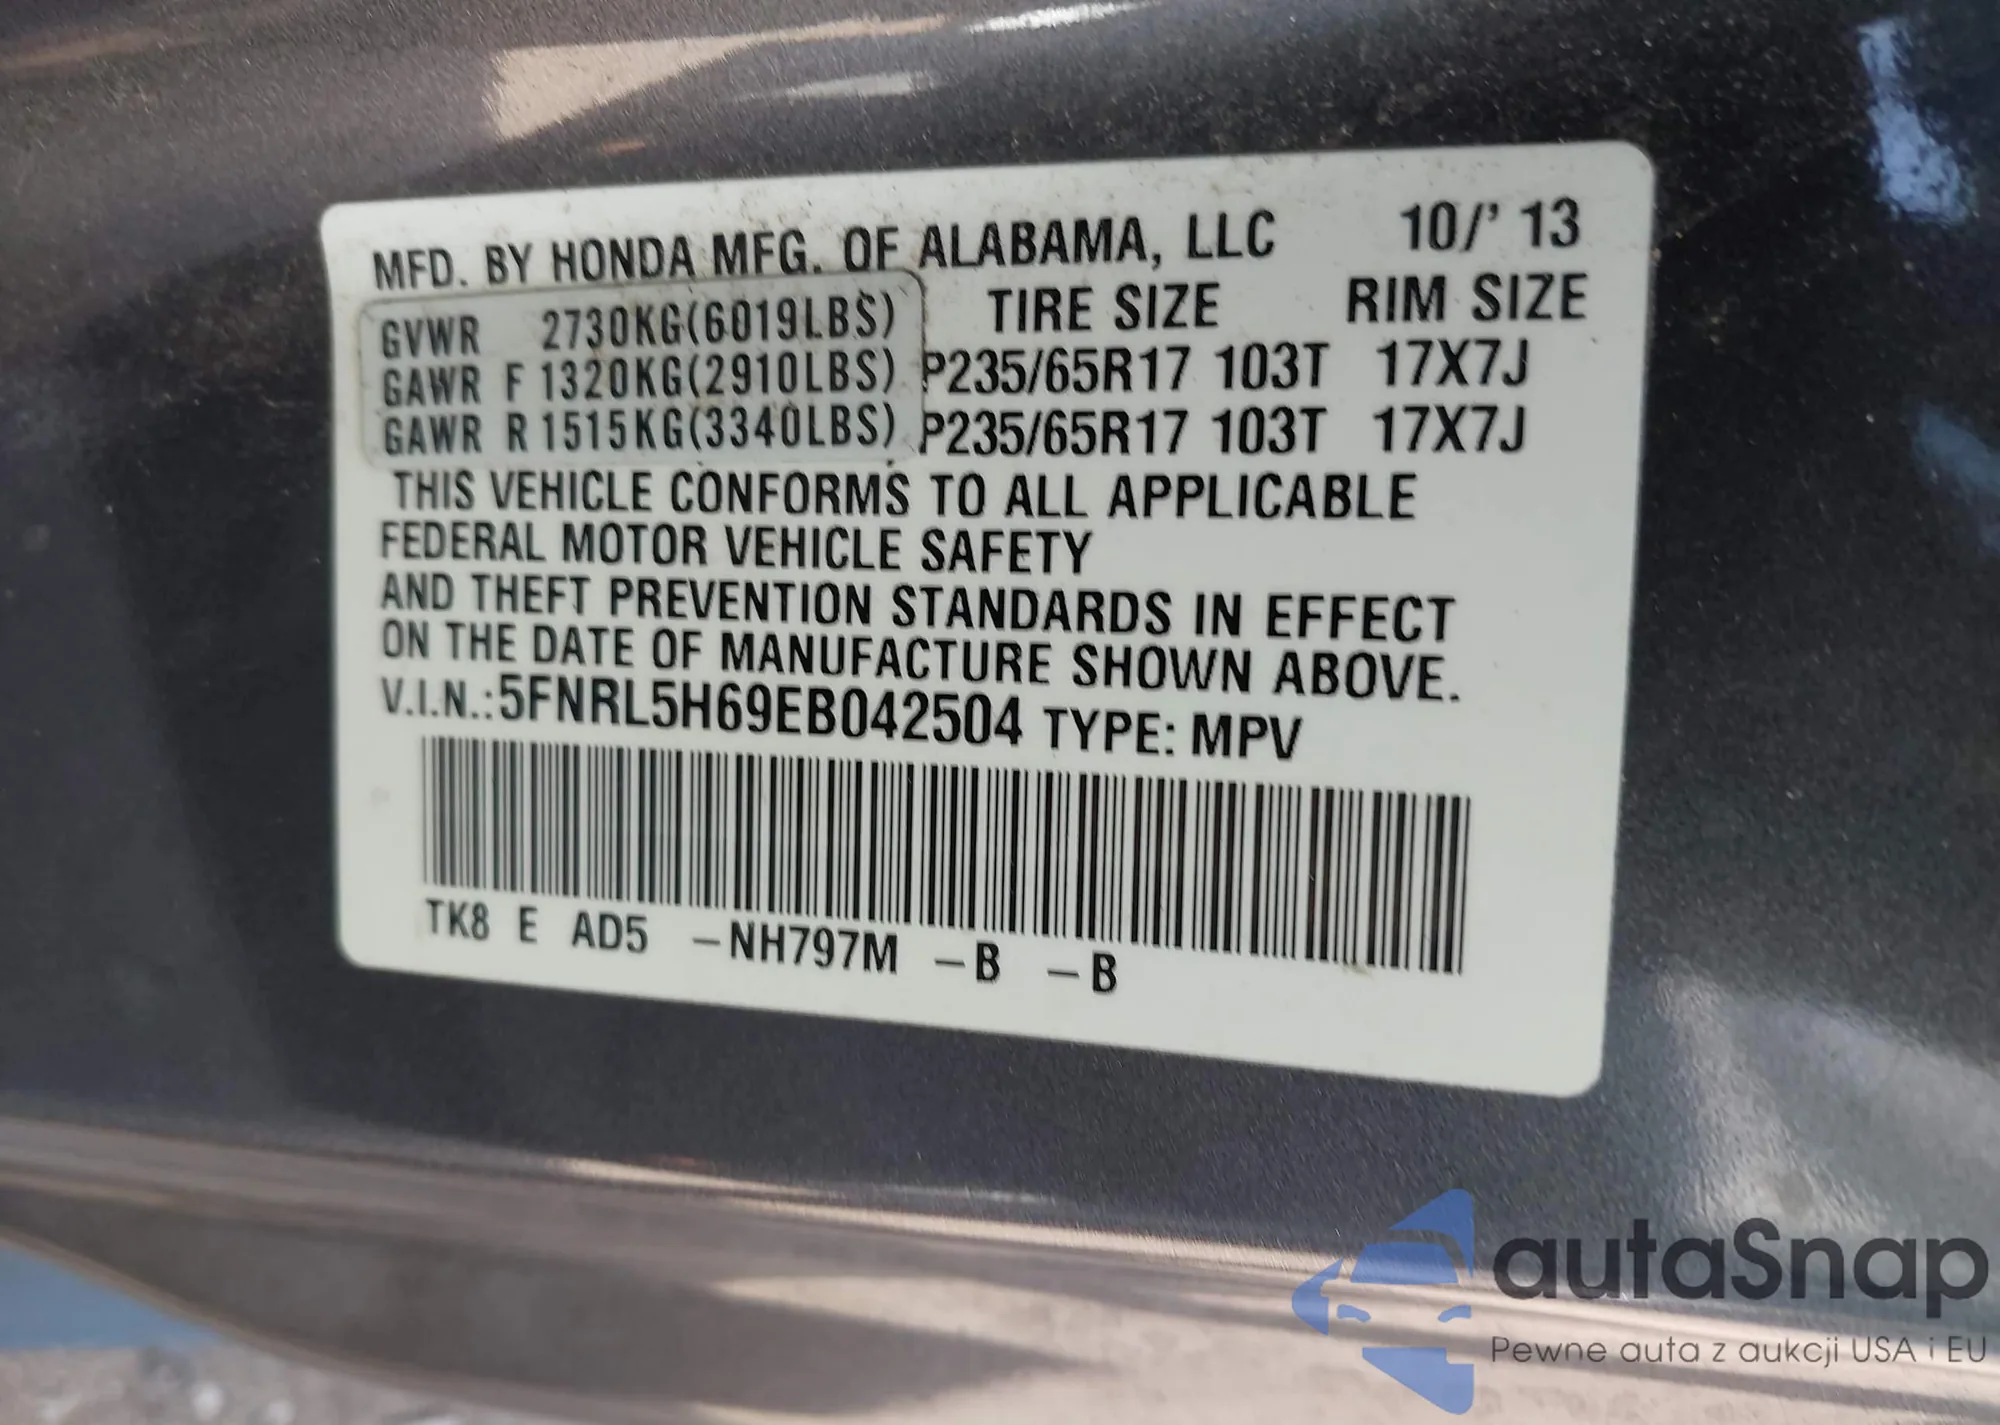 MFD. BY HONDA MFG. OF ALABAMA, LLC 10/' 13
GVWR 2730KG(6019LBS) TIRE SIZE RIM SIZE
GAWR F 1320KG(2910LBS) P235/65R17 103T 17X7J
GAWR R 1515KG(3340LBS) P235/65R17 103T 17X7J
THIS VEHICLE CONFORMS TO ALL APPLICABLE
FEDERAL MOTOR VEHICLE SAFETY
AND THEFT PREVENTION STANDARDS IN EFFECT
ON THE DATE OF MANUFACTURE SHOWN ABOVE.
V.I.N.:5FNRL5H69EB042504 TYPE: MPV
TK8 E AD5 –NH797M –B –B
autaSnap
Pewne auta z aukcji USA i EU